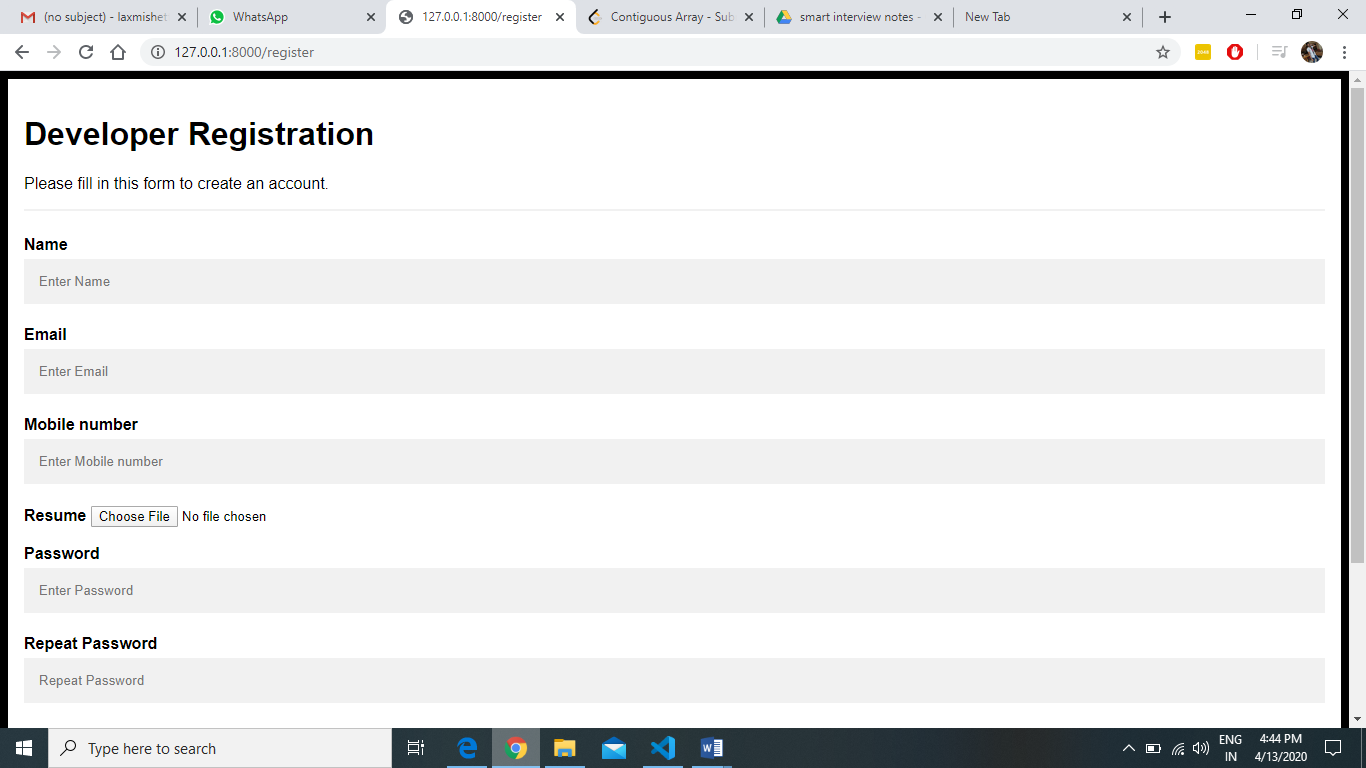 (no subject) - laxmishet
WhatsApp
127.0.0.1:8000/register
Contiguous Array - Sub
smart interview notes -
New Tab
127.0.0.1:8000/register
Developer Registration
Please fill in this form to create an account.
Name
Enter Name
Email
Enter Email
Mobile number
Enter Mobile number
Resume Choose File No file chosen
Password
Enter Password
Repeat Password
Repeat Password
Type here to search
ENG
IN
4:44 PM
4/13/2020